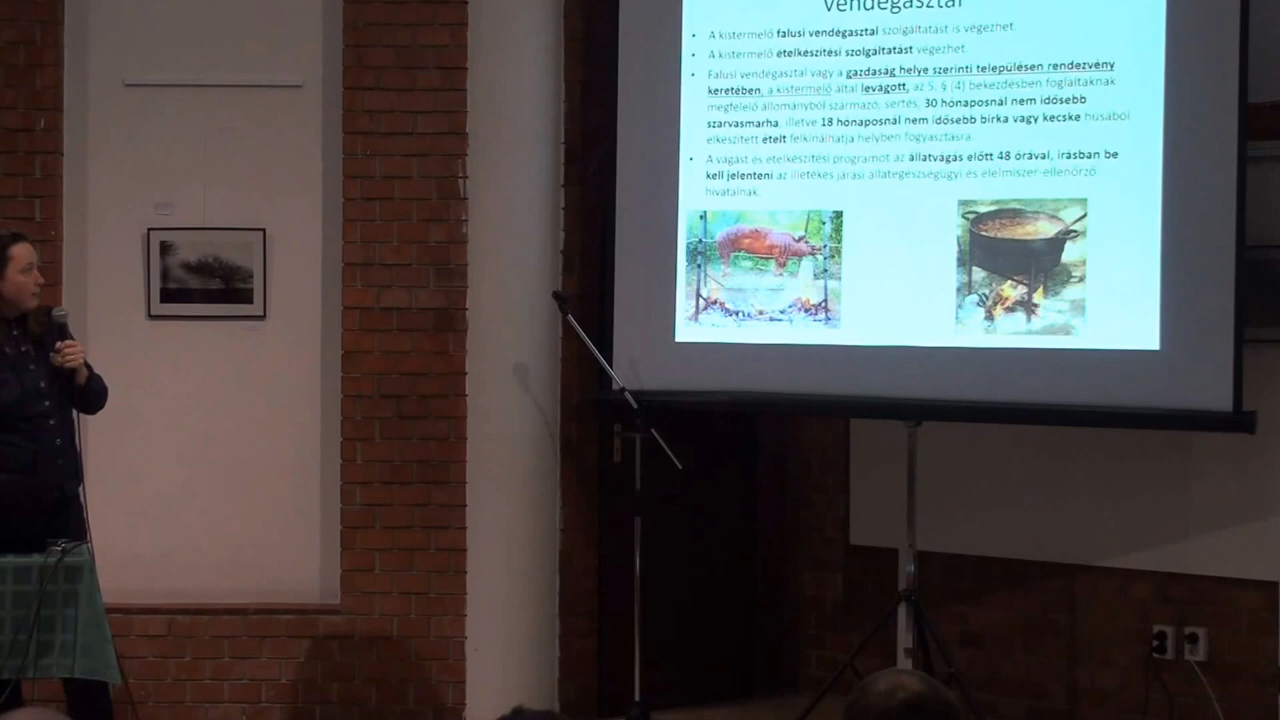 vendégasztal
• A kistermelő falusi vendégasztal szolgáltatást is végezhet.
• A kistermelő ételkészítési szolgáltatást végezhet.
• Falusi vendégasztal vagy a gazdaság helye szerinti településen rendezvény
keretében, a kistermelő által levágott, az 5. § (4) bekezdésben foglaltaknak
megfelelő állományból származó, sertés, 30 hónaposnál nem idősebb
szarvasmarha, illetve 18 hónaposnál nem idősebb birka vagy kecske húsából
elkészített ételt felkínálhatja helyben fogyasztásra.
• A vágást és ételkészítési programot az állatvágás előtt 48 órával, írásban be
kell jelenteni az illetékes járási állategészségügyi és élelmiszer-ellenőrző
hivatalnak.